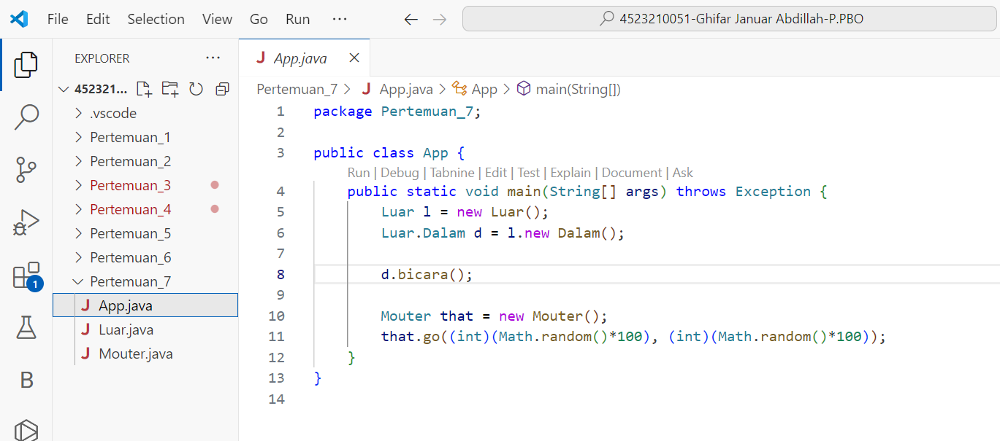 File Edit Selection View Go Run ···
4523210051-Ghifar Januar Abdillah-P.PBO
EXPLORER ···
452321...
.vscode
Pertemuan_1
Pertemuan_2
Pertemuan_3
Pertemuan_4
Pertemuan_5
Pertemuan_6
Pertemuan_7
J App.java
J Luar.java
J Mouter.java
1
B
J App.java
Pertemuan_7 > J App.java > App > main(String[])
1 package Pertemuan_7;
2
3 public class App {
Run | Debug | Tabnine | Edit | Test | Explain | Document | Ask
4 public static void main(String[] args) throws Exception {
5 Luar l = new Luar();
6 Luar.Dalam d = l.new Dalam();
7
8 d.bicara();
9
10 Mouter that = new Mouter();
11 that.go((int)(Math.random()*100), (int)(Math.random()*100));
12 }
13 }
14